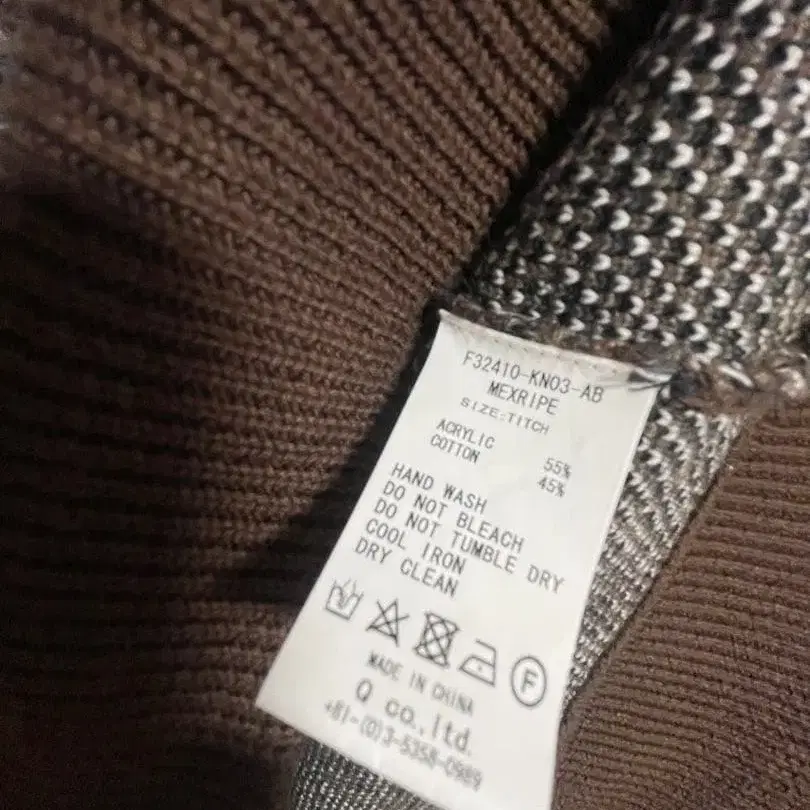 F32410-KN03-AB
MEXRIPE
SIZE:TITCH
ACRYLIC 55%
COTTON 45%
HAND WASH
DO NOT BLEACH
DO NOT TUMBLE DRY
COOL IRON
DRY CLEAN
F
MADE IN CHINA
Q co.,ltd.
+81-(0)3-5358-0989